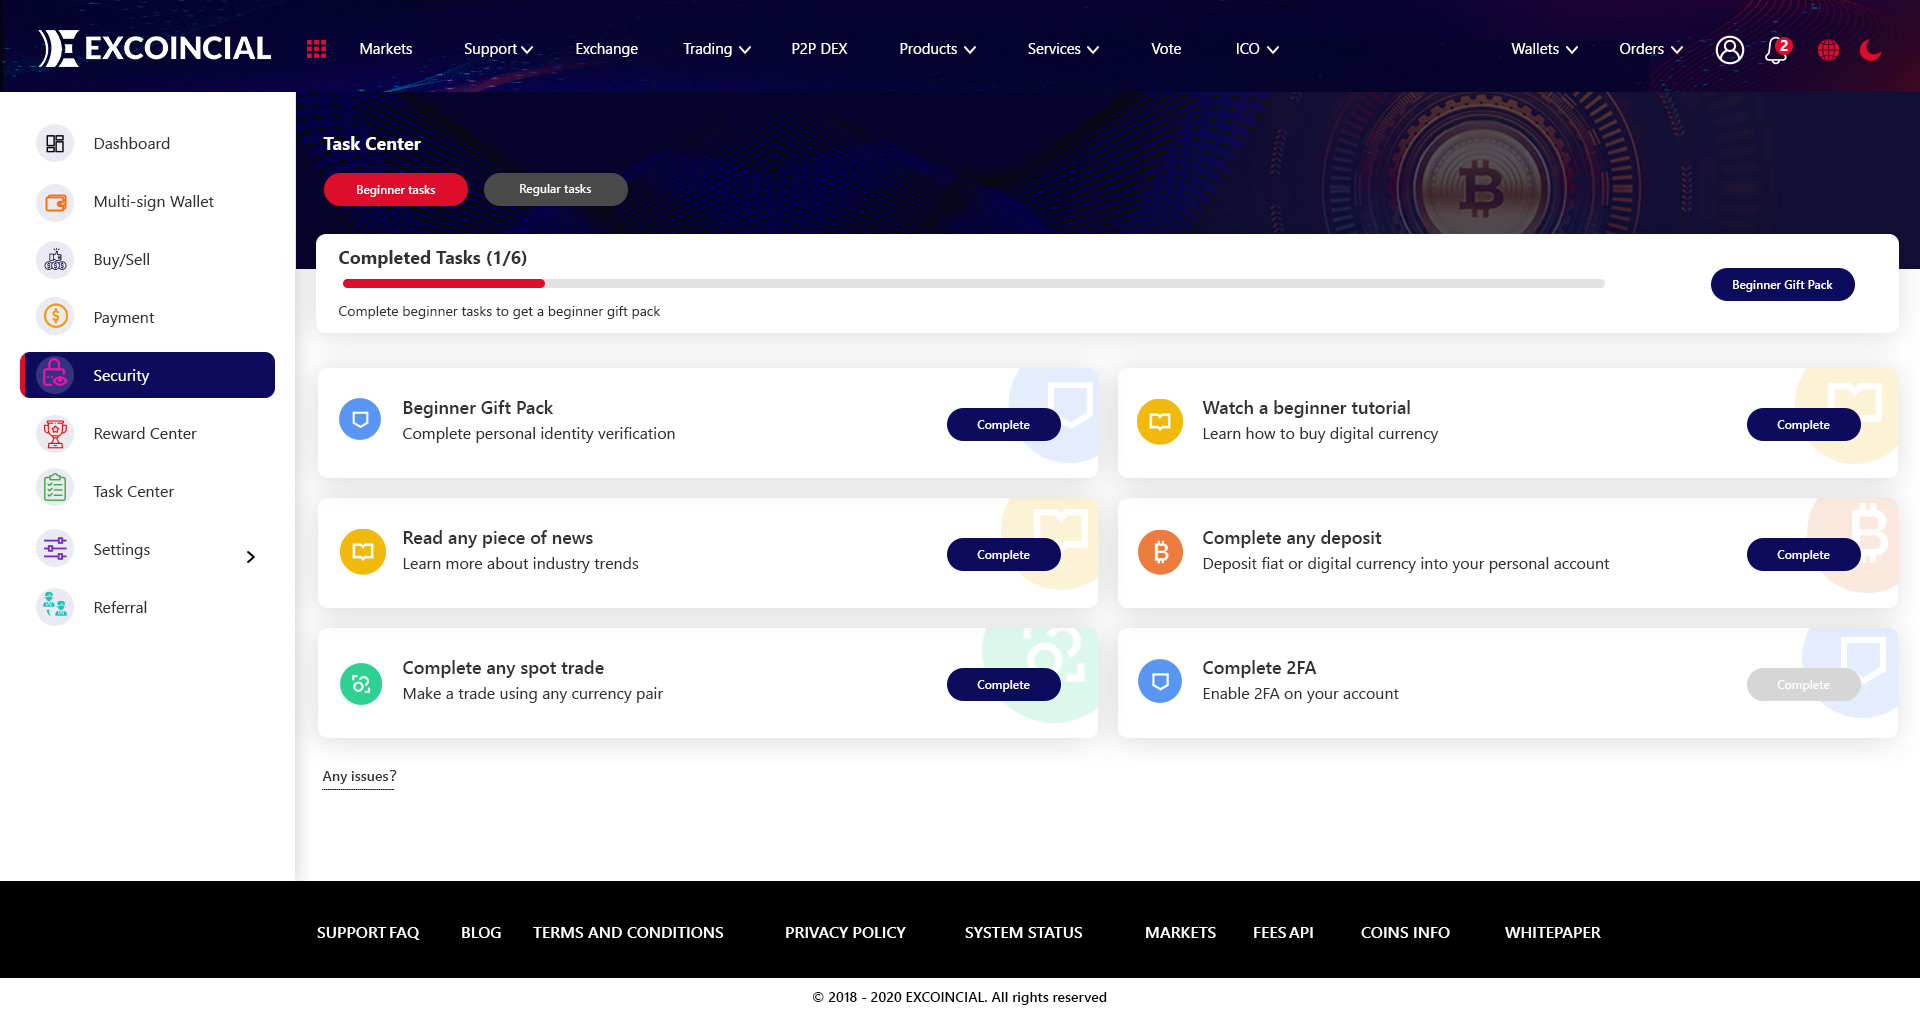 EXCOINCIAL
Markets Support Exchange Trading P2P DEX Products Services Vote ICO Wallets Orders 2
Dashboard
Multi-sign Wallet
Buy/Sell
Payment
Security
Reward Center
Task Center
Settings
Referral
Task Center
Beginner tasks Regular tasks
Completed Tasks (1/6)
Complete beginner tasks to get a beginner gift pack
Beginner Gift Pack
Beginner Gift Pack
Complete personal identity verification
Complete
Watch a beginner tutorial
Learn how to buy digital currency
Complete
Read any piece of news
Learn more about industry trends
Complete
Complete any deposit
Deposit fiat or digital currency into your personal account
Complete
Complete any spot trade
Make a trade using any currency pair
Complete
Complete 2FA
Enable 2FA on your account
Complete
Any issues?
SUPPORT FAQ BLOG TERMS AND CONDITIONS PRIVACY POLICY SYSTEM STATUS MARKETS FEES API COINS INFO WHITEPAPER
© 2018 - 2020 EXCOINCIAL. All rights reserved